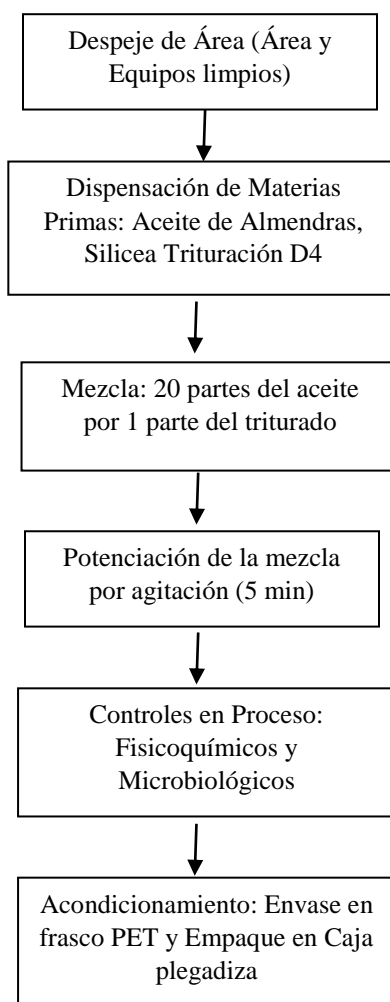 Despeje de Área (Área y
Equipos limpios)
Dispensación de Materias
Primas: Aceite de Almendras,
Silicea Trituración D4
Mezcla: 20 partes del aceite
por 1 parte del triturado
Potenciación de la mezcla
por agitación (5 min)
Controles en Proceso:
Fisicoquímicos y
Microbiológicos
Acondicionamiento: Envase en
frasco PET y Empaque en Caja
plegadiza